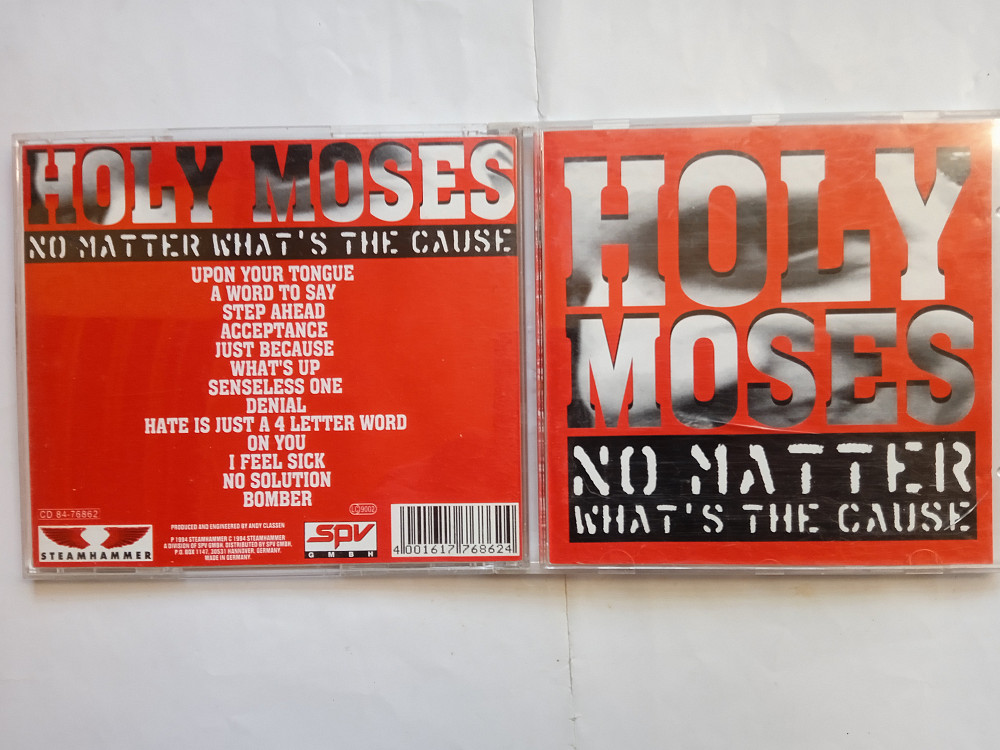 HOLY MOSES
NO MATTER WHAT'S THE CAUSE
UPON YOUR TONGUE
A WORD TO SAY
STEP AHEAD
ACCEPTANCE
JUST BECAUSE
WHAT'S UP
SENSELESS ONE
DENIAL
HATE IS JUST A 4 LETTER WORD
ON YOU
I FEEL SICK
NO SOLUTION
BOMBER
CD 84-76862
LC 9002
STEAMHAMMER
PRODUCED AND ENGINEERED BY ANDY CLASSEN
P 1994 STEAMHAMMER C 1994 STEAMHAMMER
A DIVISION OF SPV GMBH. DISTRIBUTED BY SPV GMBH,
P.O. BOX 1147, 30531 HANNOVER, GERMANY.
MADE IN GERMANY.
SPV
GMBH
4 001617 768624
HOLY
MOSES
NO MATTER
WHAT'S THE CAUSE